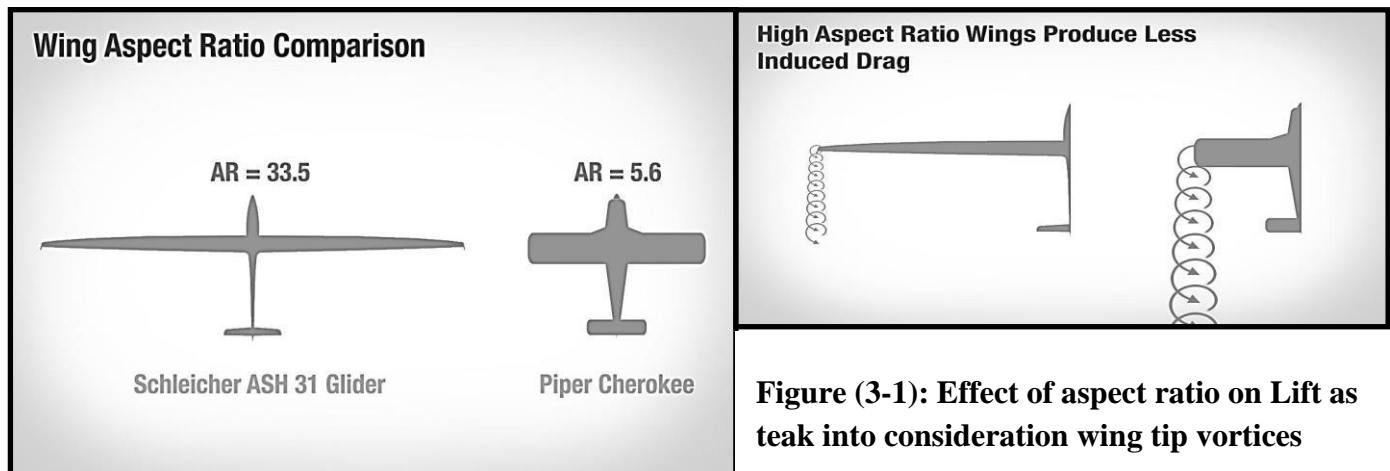 Wing Aspect Ratio Comparison
AR = 33.5
AR = 5.6
Schleicher ASH 31 Glider
Piper Cherokee
High Aspect Ratio Wings Produce Less
Induced Drag
Figure (3-1): Effect of aspect ratio on Lift as
teak into consideration wing tip vortices